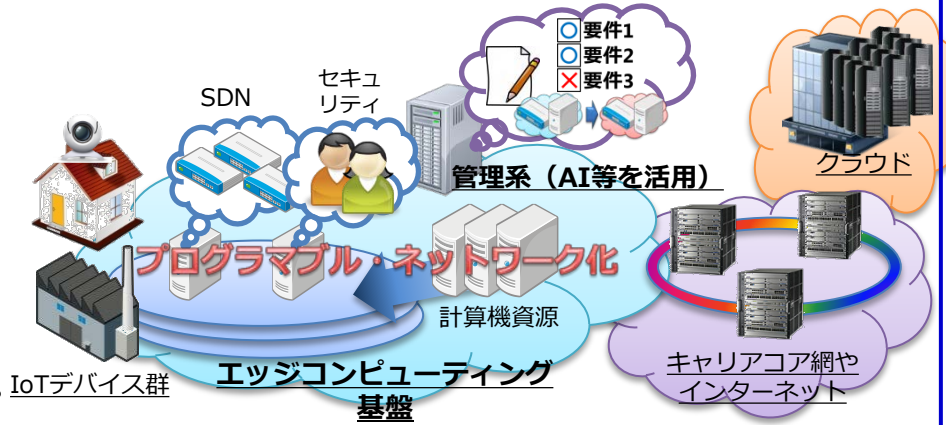 要件1
要件2
要件3
SDN
セキュ
リティ
管理系（AI等を活用）
クラウド
プログラマブル・ネットワーク化
計算機資源
IoTデバイス群
エッジコンピューティング
基盤
キャリアコア網や
インターネット